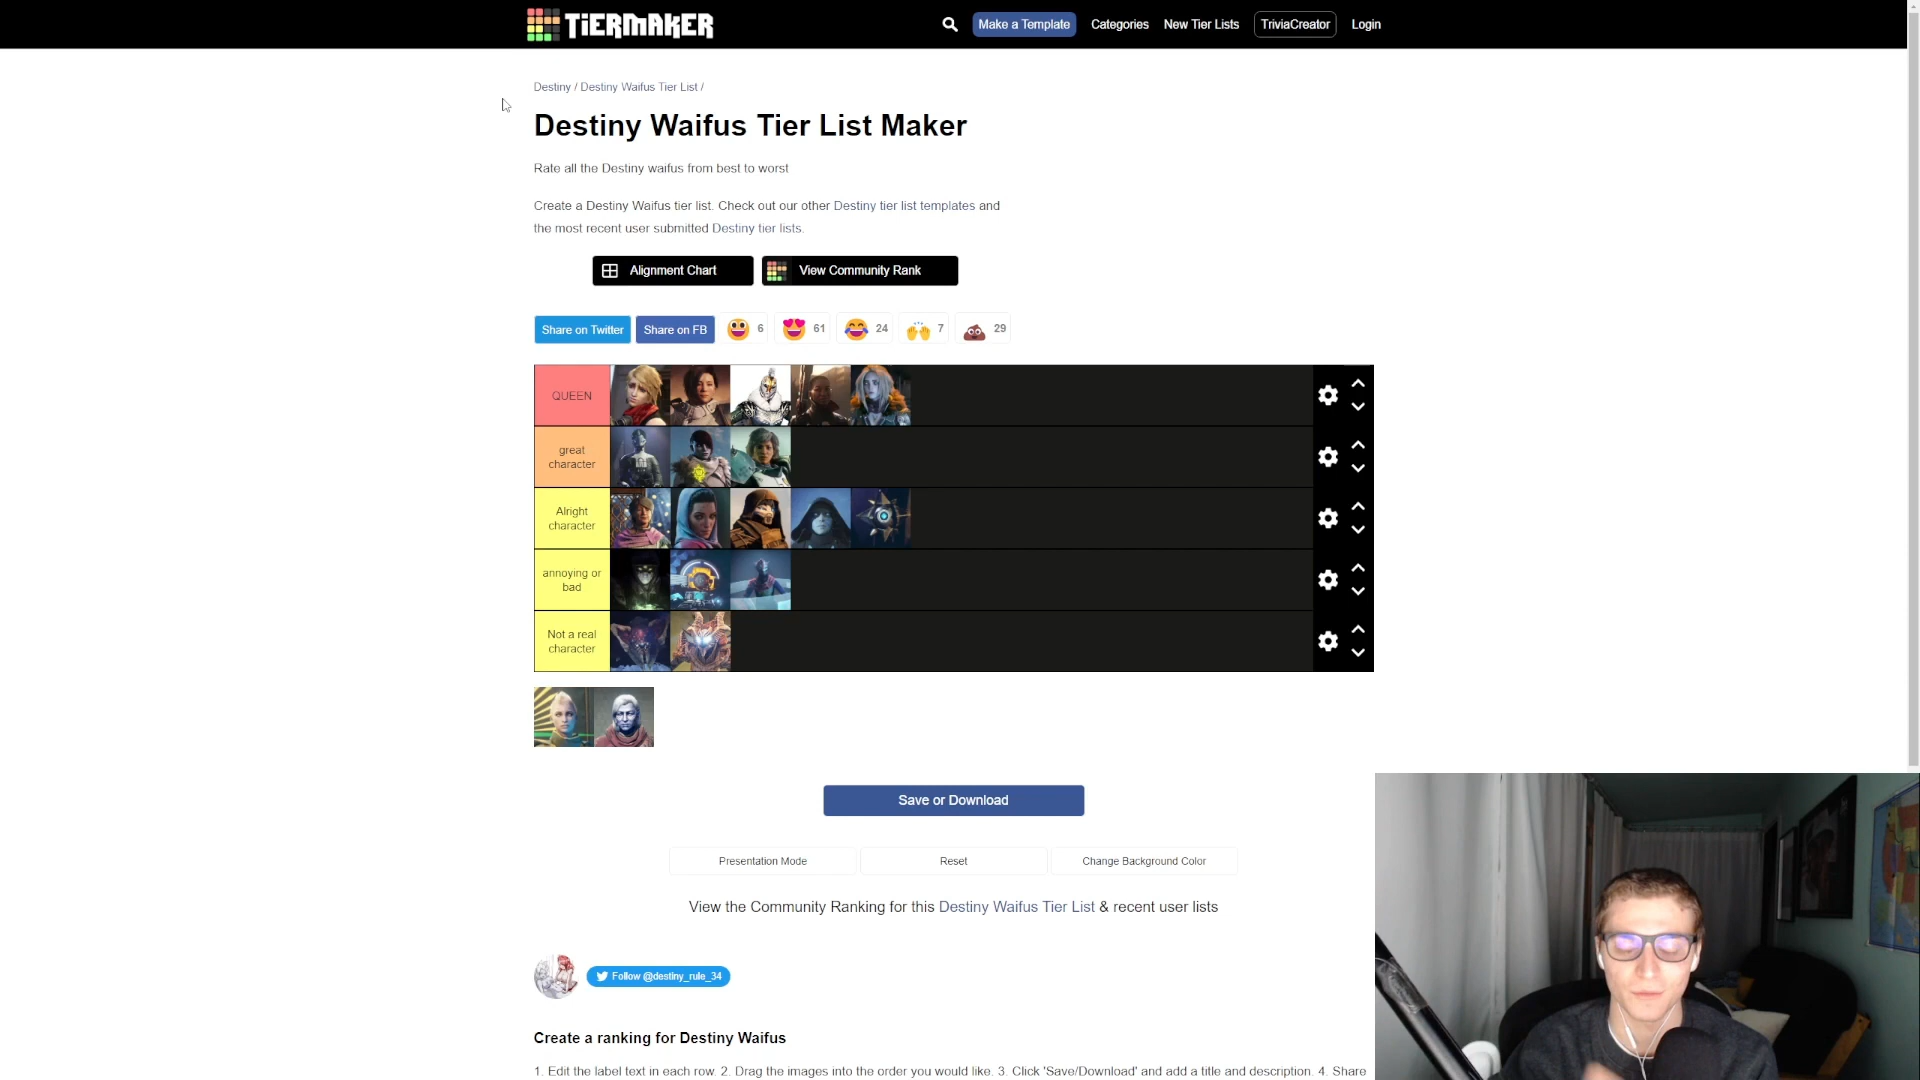 TiERMAKER
Make a Template
Categories
New Tier Lists
TriviaCreator
Login
Destiny / Destiny Waifus Tier List /
Destiny Waifus Tier List Maker
Rate all the Destiny waifus from best to worst
Create a Destiny Waifus tier list. Check out our other Destiny tier list templates and
the most recent user submitted Destiny tier lists.
Alignment Chart
View Community Rank
Share on Twitter
Share on FB
6
61
24
7
29
QUEEN
great
character
Alright
character
annoying or
bad
Not a real
character
Save or Download
Presentation Mode
Reset
Change Background Color
View the Community Ranking for this Destiny Waifus Tier List & recent user lists
Follow @destiny_rule_34
Create a ranking for Destiny Waifus
1. Edit the label text in each row. 2. Drag the images into the order you would like. 3. Click 'Save/Download' and add a title and description. 4. Share